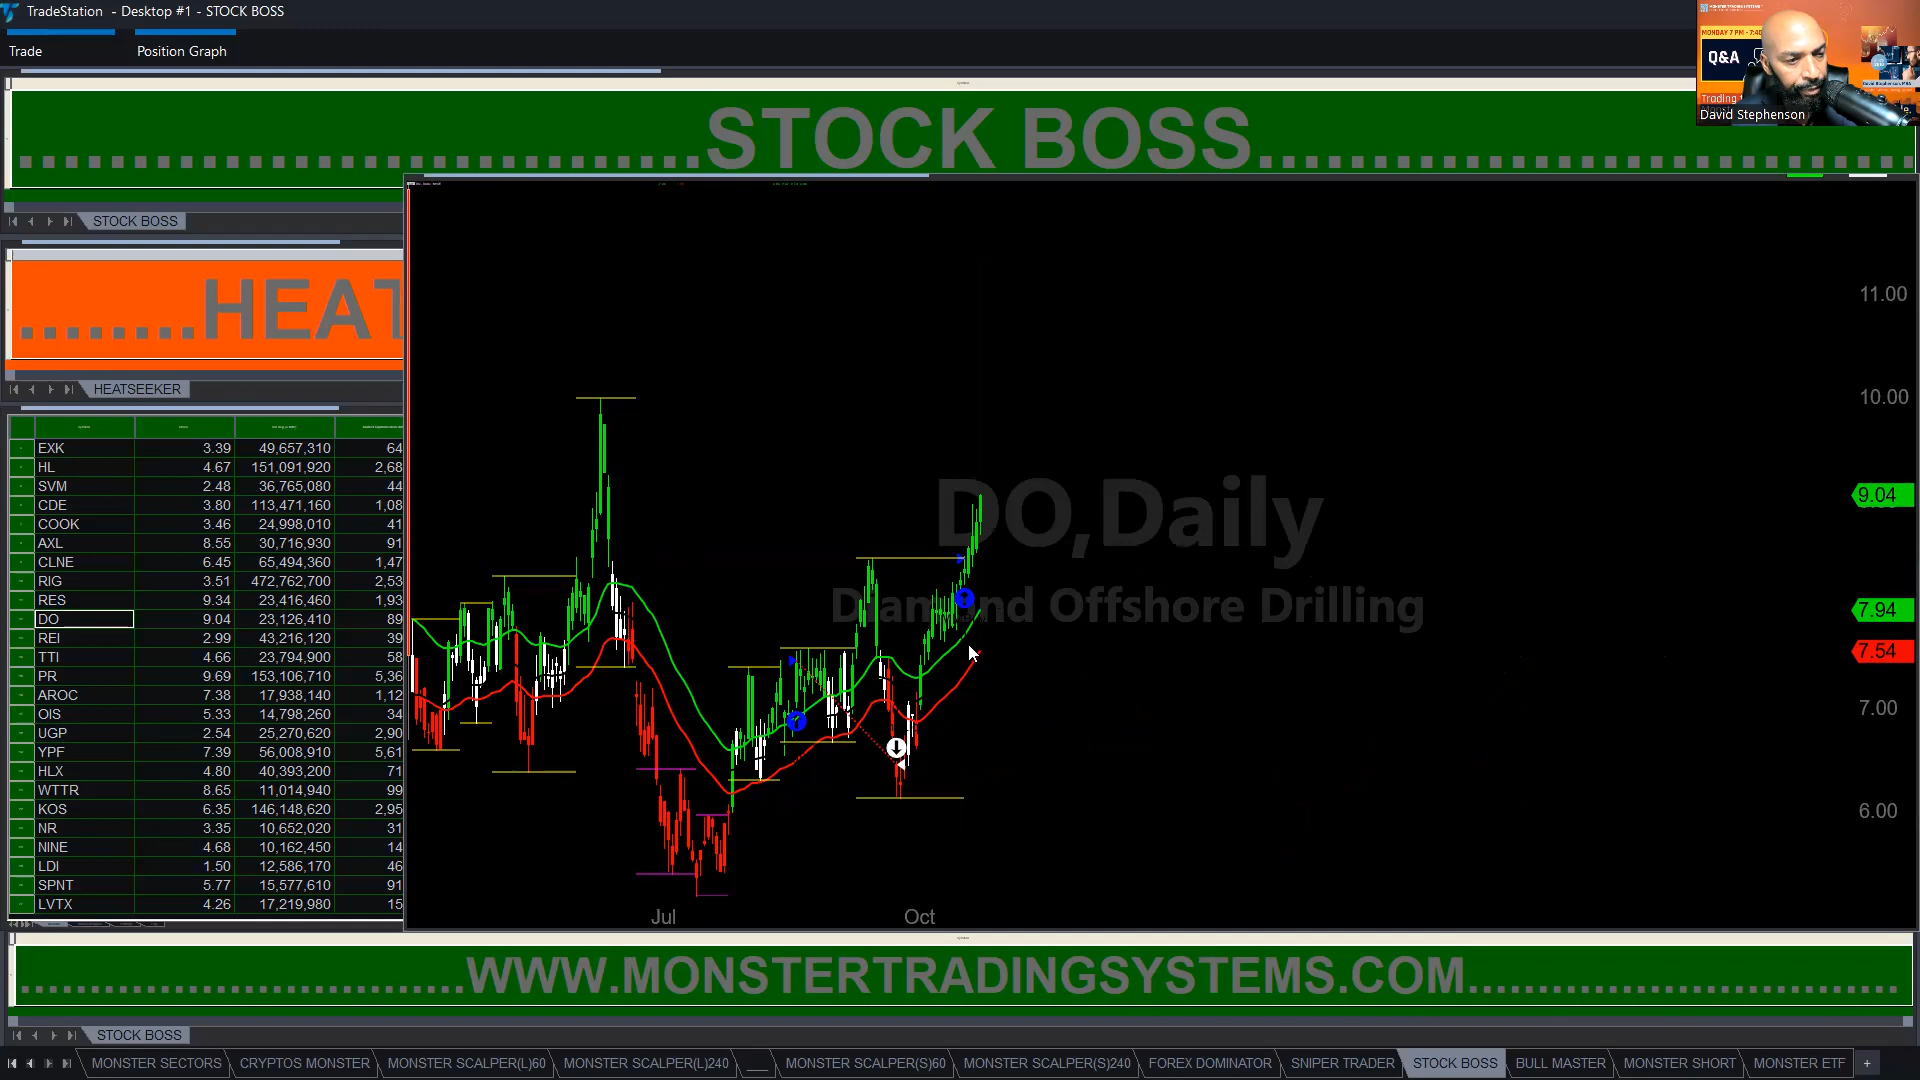 TradeStation - Desktop #1 - STOCK BOSS
Trade
Position Graph
MONDAY 7 PM - 7:40
Q&A
Trading
David Stephenson
STOCK BOSS
STOCK BOSS
HEAT
HEATSEEKER
EXK 3.39 49,657,310 64
HL 4.67 151,091,920 2,68
SVM 2.48 36,765,080 44
CDE 3.80 113,471,160 1,08
COOK 3.46 24,998,010 41
AXL 8.55 30,716,930 91
CLNE 6.45 65,494,360 1,47
RIG 3.51 472,762,700 2,53
RES 9.34 23,416,460 1,93
DO 9.04 23,126,410 89
REI 2.99 43,216,120 39
TTI 4.66 23,794,900 58
PR 9.69 153,106,710 5,36
AROC 7.38 17,938,140 1,12
OIS 5.33 14,798,260 34
UGP 2.54 25,270,620 2,90
YPF 7.39 56,008,910 5,61
HLX 4.80 40,393,200 71
WTTR 8.65 11,014,940 99
KOS 6.35 146,148,620 2,95
NR 3.35 10,652,020 31
NINE 4.68 10,162,450 14
LDI 1.50 12,586,170 46
SPNT 5.77 15,577,610 91
LVTX 4.26 17,219,980 15
DO,Daily
Diamond Offshore Drilling
11.00
10.00
9.04
7.94
7.54
7.00
6.00
Jul
Oct
WWW.MONSTERTRADINGSYSTEMS.COM
STOCK BOSS
MONSTER SECTORS
CRYPTOS MONSTER
MONSTER SCALPER(L)60
MONSTER SCALPER(L)240
___
MONSTER SCALPER(S)60
MONSTER SCALPER(S)240
FOREX DOMINATOR
SNIPER TRADER
STOCK BOSS
BULL MASTER
MONSTER SHORT
MONSTER ETF
+